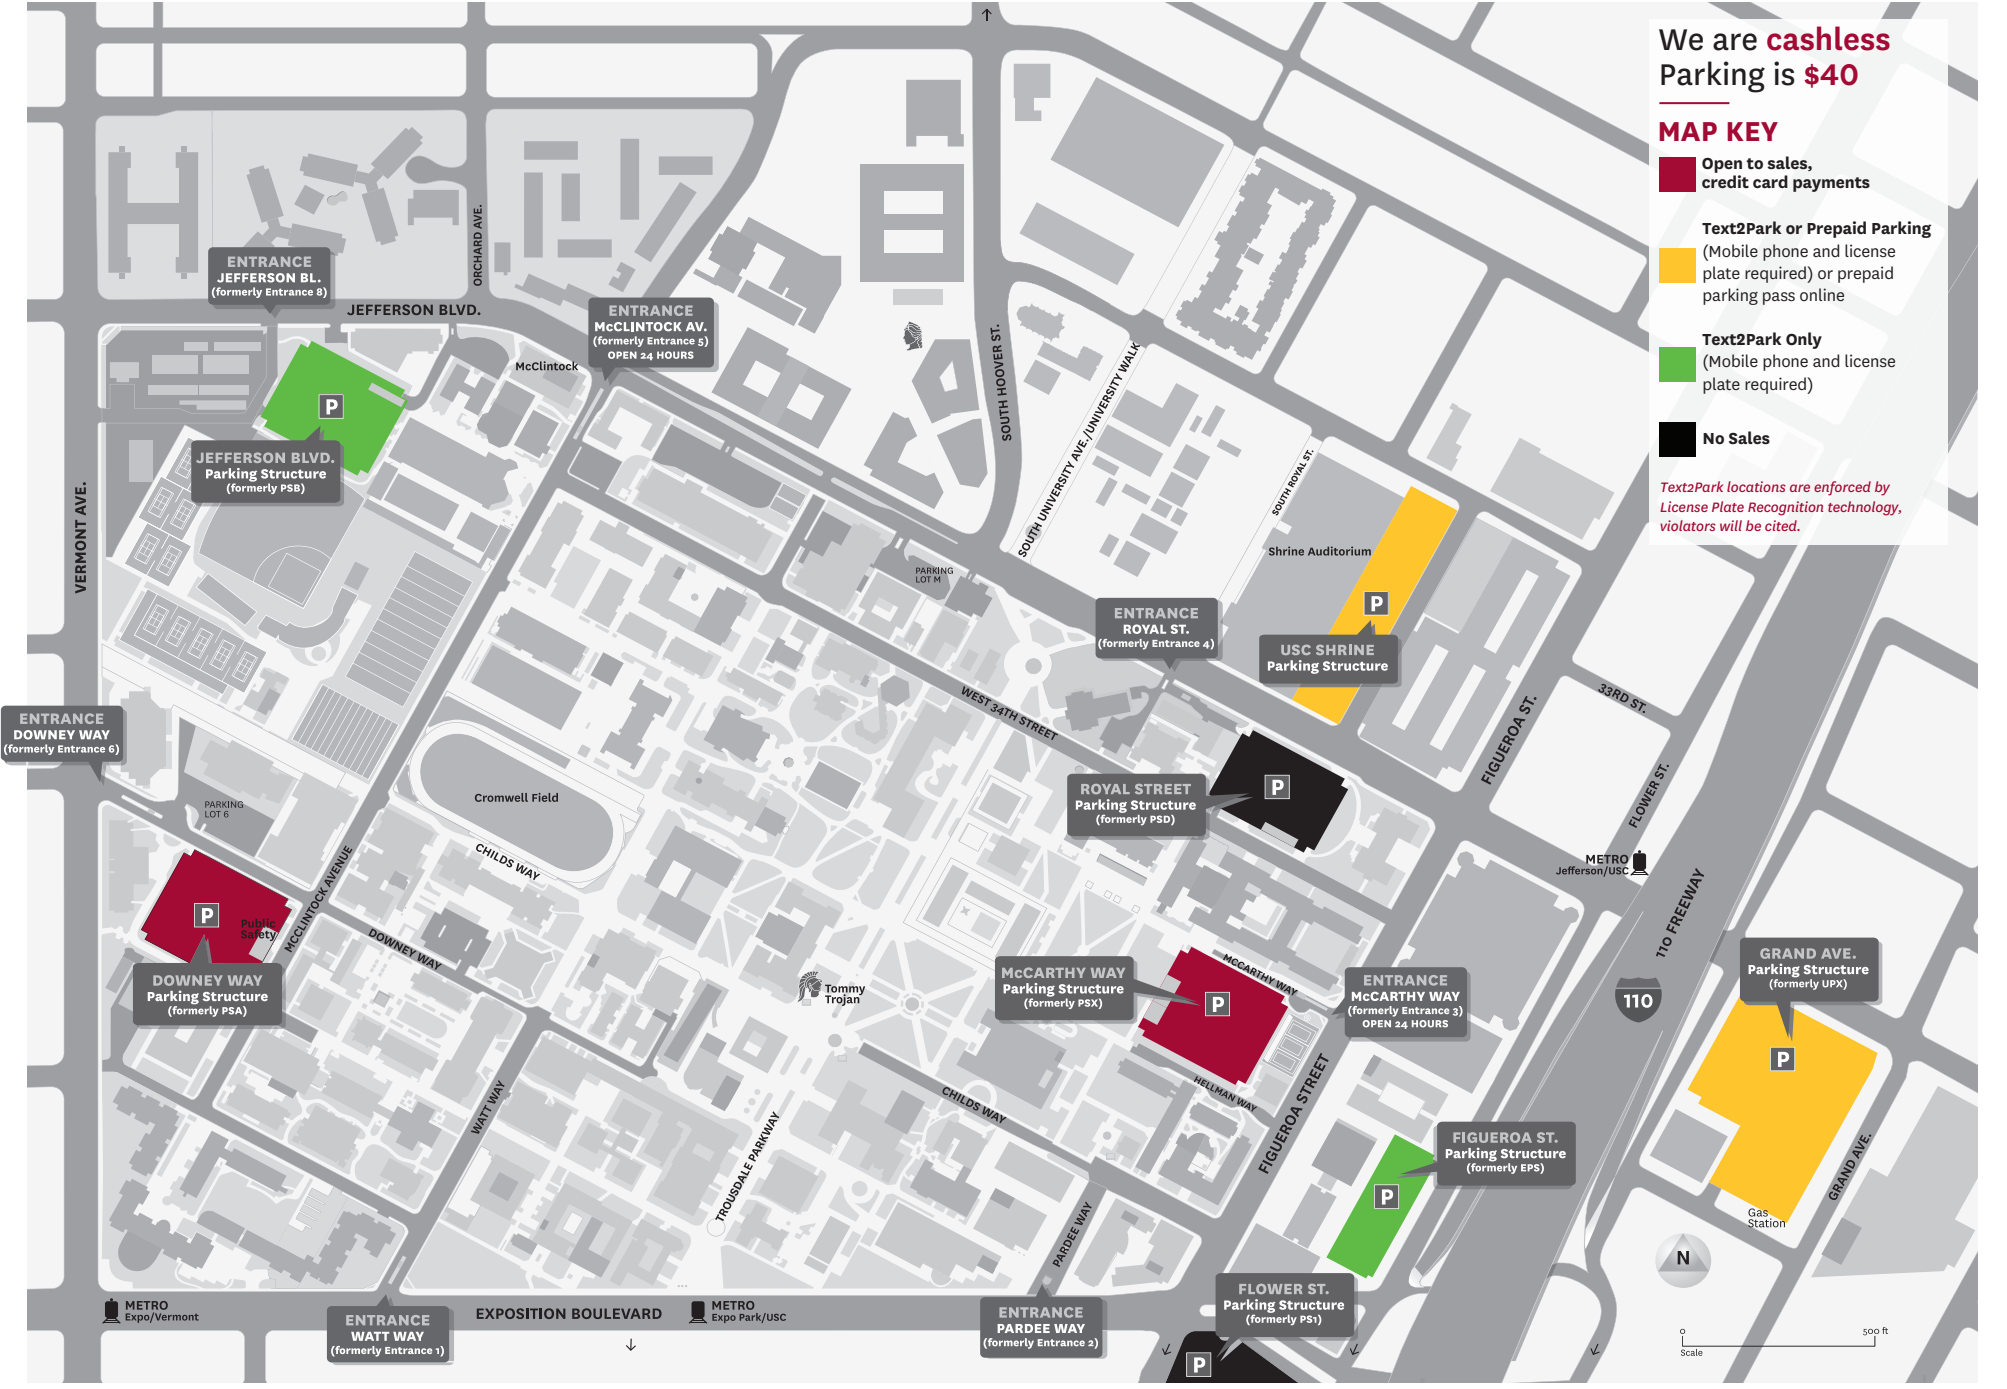 ↑
We are cashless
Parking is $40
MAP KEY
Open to sales,
credit card payments
Text2Park or Prepaid Parking
(Mobile phone and license
plate required) or prepaid
parking pass online
Text2Park Only
(Mobile phone and license
plate required)
No Sales
Text2Park locations are enforced by
License Plate Recognition technology,
violators will be cited.
ORCHARD AVE.
ENTRANCE
JEFFERSON BL.
(formerly Entrance 8)
JEFFERSON BLVD.
ENTRANCE
McCLINTOCK AV.
(formerly Entrance 5)
OPEN 24 HOURS
McClintock
P
JEFFERSON BLVD.
Parking Structure
(formerly PSB)
VERMONT AVE.
SOUTH HOOVER ST.
SOUTH UNIVERSITY AVE./UNIVERSITY WALK
SOUTH ROYAL ST.
Shrine Auditorium
P
USC SHRINE
Parking Structure
PARKING
LOT M
ENTRANCE
ROYAL ST.
(formerly Entrance 4)
WEST 34TH STREET
33RD ST.
FIGUEROA ST.
FLOWER ST.
ENTRANCE
DOWNEY WAY
(formerly Entrance 6)
PARKING
LOT 6
Cromwell Field
CHILDS WAY
ROYAL STREET
Parking Structure
(formerly PSD)
P
METRO
Jefferson/USC
110 FREEWAY
110
MCCLINTOCK AVENUE
P
Public
Safety
DOWNEY WAY
Parking Structure
(formerly PSA)
DOWNEY WAY
Tommy
Trojan
McCARTHY WAY
Parking Structure
(formerly PSX)
P
MCCARTHY WAY
ENTRANCE
McCARTHY WAY
(formerly Entrance 3)
OPEN 24 HOURS
GRAND AVE.
Parking Structure
(formerly UPX)
P
HELLMAN WAY
FIGUEROA STREET
CHILDS WAY
WATT WAY
TROUSDALE PARKWAY
PARDEE WAY
FIGUEROA ST.
Parking Structure
(formerly EPS)
P
GRAND AVE.
Gas
Station
N
FLOWER ST.
Parking Structure
(formerly PS1)
P
METRO
Expo/Vermont
ENTRANCE
WATT WAY
(formerly Entrance 1)
EXPOSITION BOULEVARD
METRO
Expo Park/USC
ENTRANCE
PARDEE WAY
(formerly Entrance 2)
0 500 ft
Scale